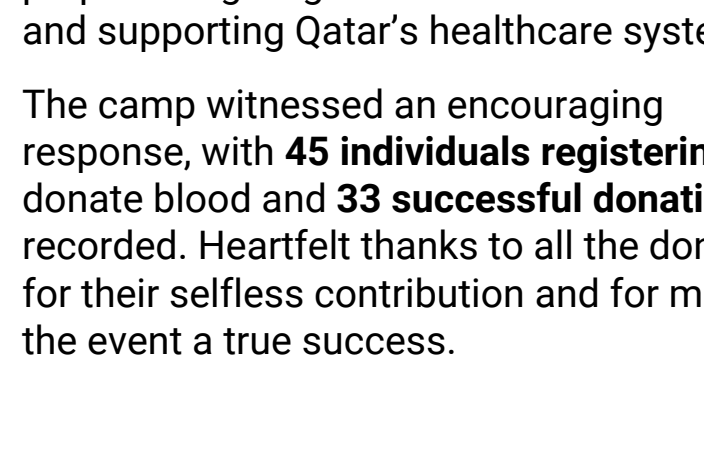 and supporting Qatar’s healthcare syste
The camp witnessed an encouraging
response, with 45 individuals registerin
donate blood and 33 successful donati
recorded. Heartfelt thanks to all the don
for their selfless contribution and for m
the event a true success.